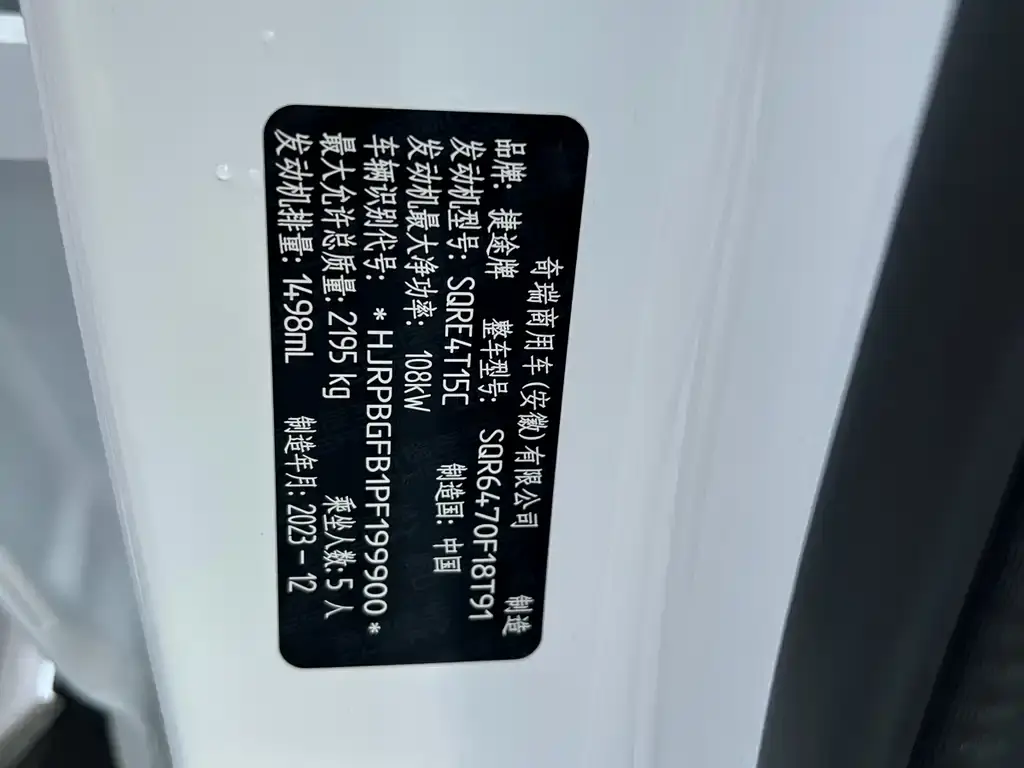 奇瑞商用车(安徽)有限公司 制造
品牌: 捷途牌 整车型号: SQR6470F18T91
发动机型号: SQRE4T15C 制造国: 中国
发动机最大净功率: 108kW
车辆识别代号: *HJRPBGFB1PF199900*
最大允许总质量: 2195 kg 乘坐人数: 5 人
发动机排量: 1498mL 制造年月: 2023-12